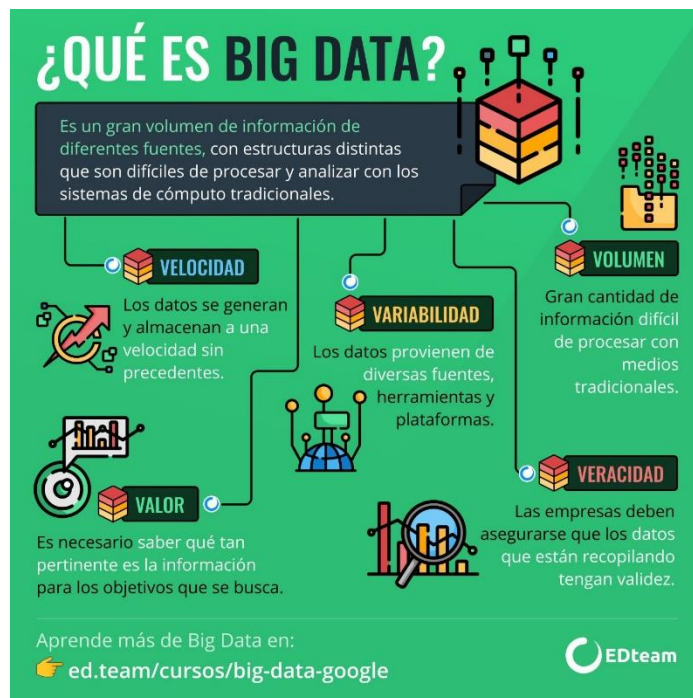 ¿QUÉ ES BIG DATA?
Es un gran volumen de información de
diferentes fuentes, con estructuras distintas
que son difíciles de procesar y analizar con los
sistemas de cómputo tradicionales.
VELOCIDAD
Los datos se generan
y almacenan a una
velocidad sin
precedentes.
VARIABILIDAD
Los datos provienen de
diversas fuentes,
herramientas y
plataformas.
VOLUMEN
Gran cantidad de
información difícil
de procesar con
medios
tradicionales.
VALOR
Es necesario saber qué tan
pertinente es la información
para los objetivos que se busca.
VERACIDAD
Las empresas deben
asegurarse que los datos
que están recopilando
tengan validez.
Aprende más de Big Data en:
👉 ed.team/cursos/big-data-google
EDteam